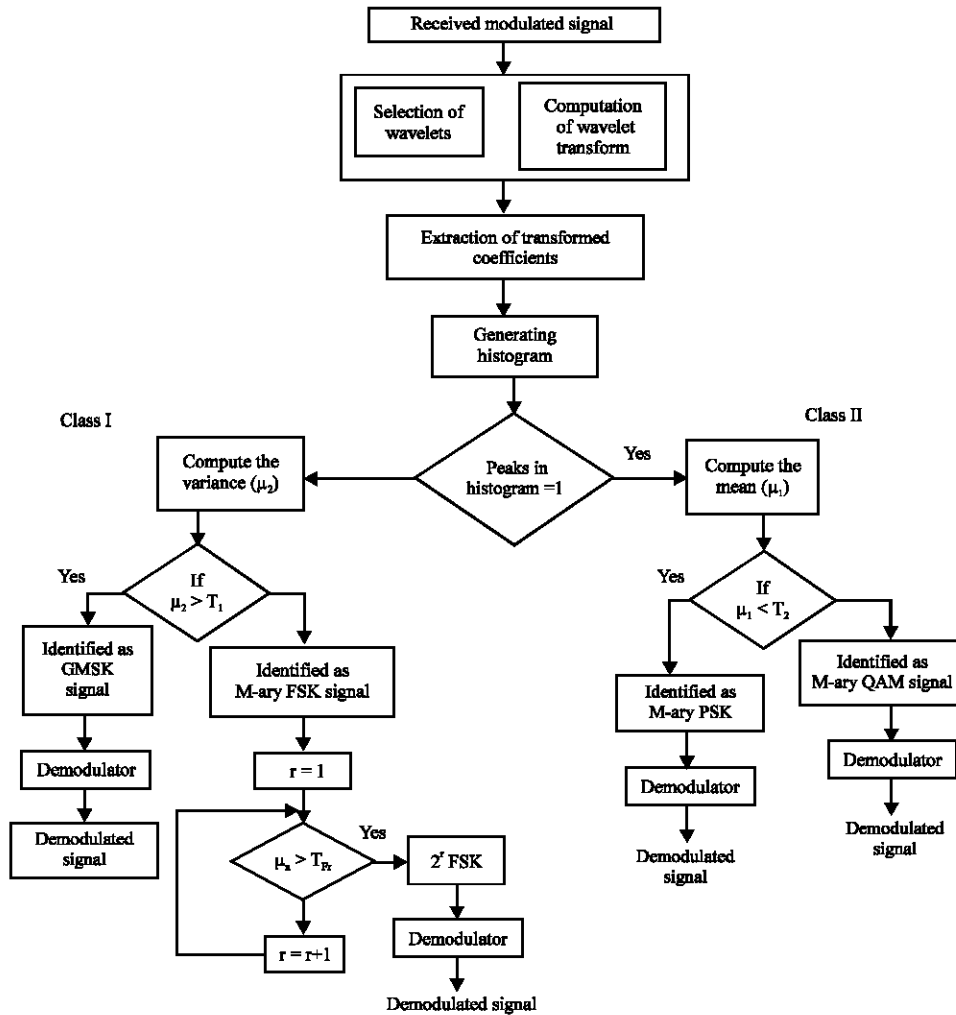 Received modulated signal
Selection of
wavelets
Computation
of wavelet
transform
Extraction of transformed
coefficients
Generating
histogram
Class I
Class II
Compute the
variance (μ₂)
Peaks in
histogram =1
Yes
Compute the
mean (μ₁)
Yes
If
μ₂ > T₁
Yes
If
μ₁ < T₂
Identified as
GMSK
signal
Identified as
M-ary FSK signal
Identified as
M-ary PSK
Identified as
M-ary QAM signal
Demodulator
r = 1
Demodulator
Demodulator
Demodulated
signal
Yes
μₙ > T_Fr
2ʳ FSK
Demodulated
signal
Demodulated
signal
r = r+1
Demodulator
Demodulated signal